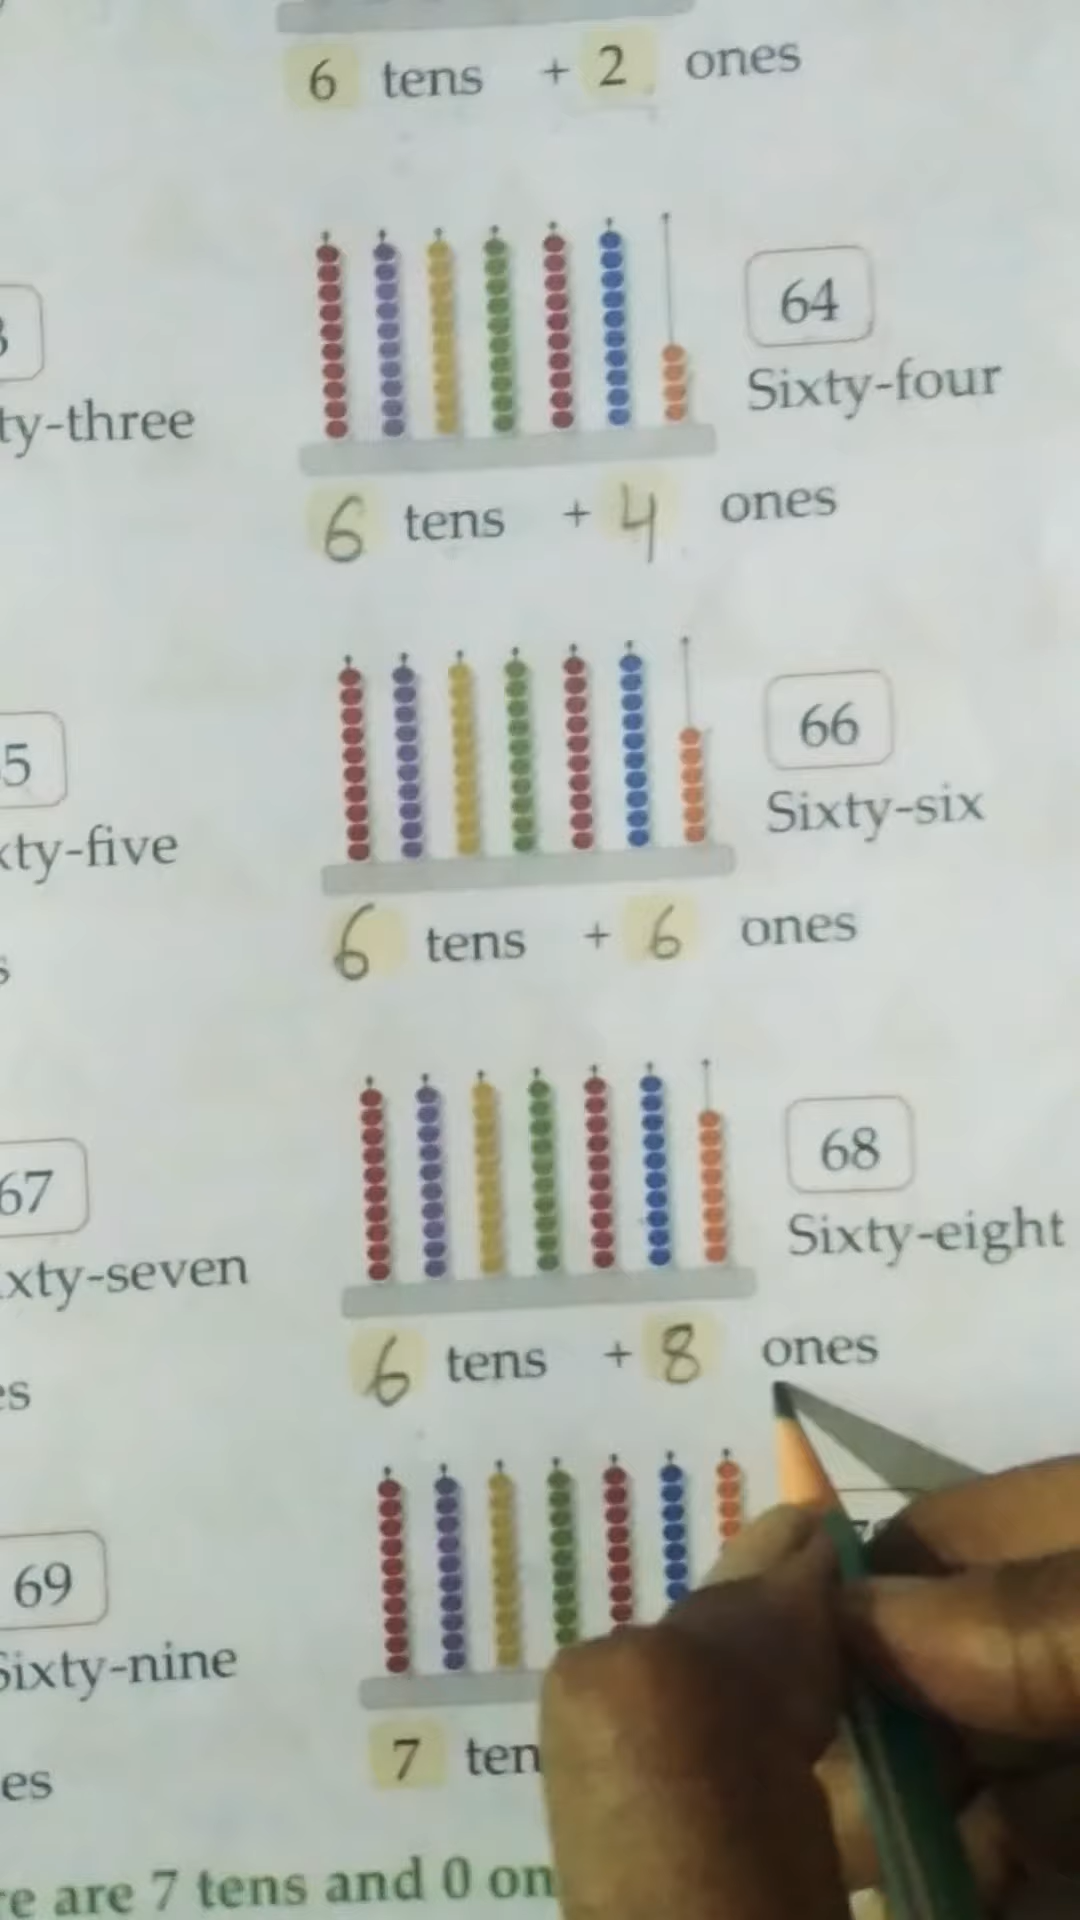 6 tens + 2 ones
64
ty-three
Sixty-four
6 tens + 4 ones
66
5
Sixty-six
xty-five
6 tens + 6 ones
68
67
Sixty-eight
xty-seven
6 tens + 8 ones
es
69
Sixty-nine
7 ten
es
re are 7 tens and 0 on